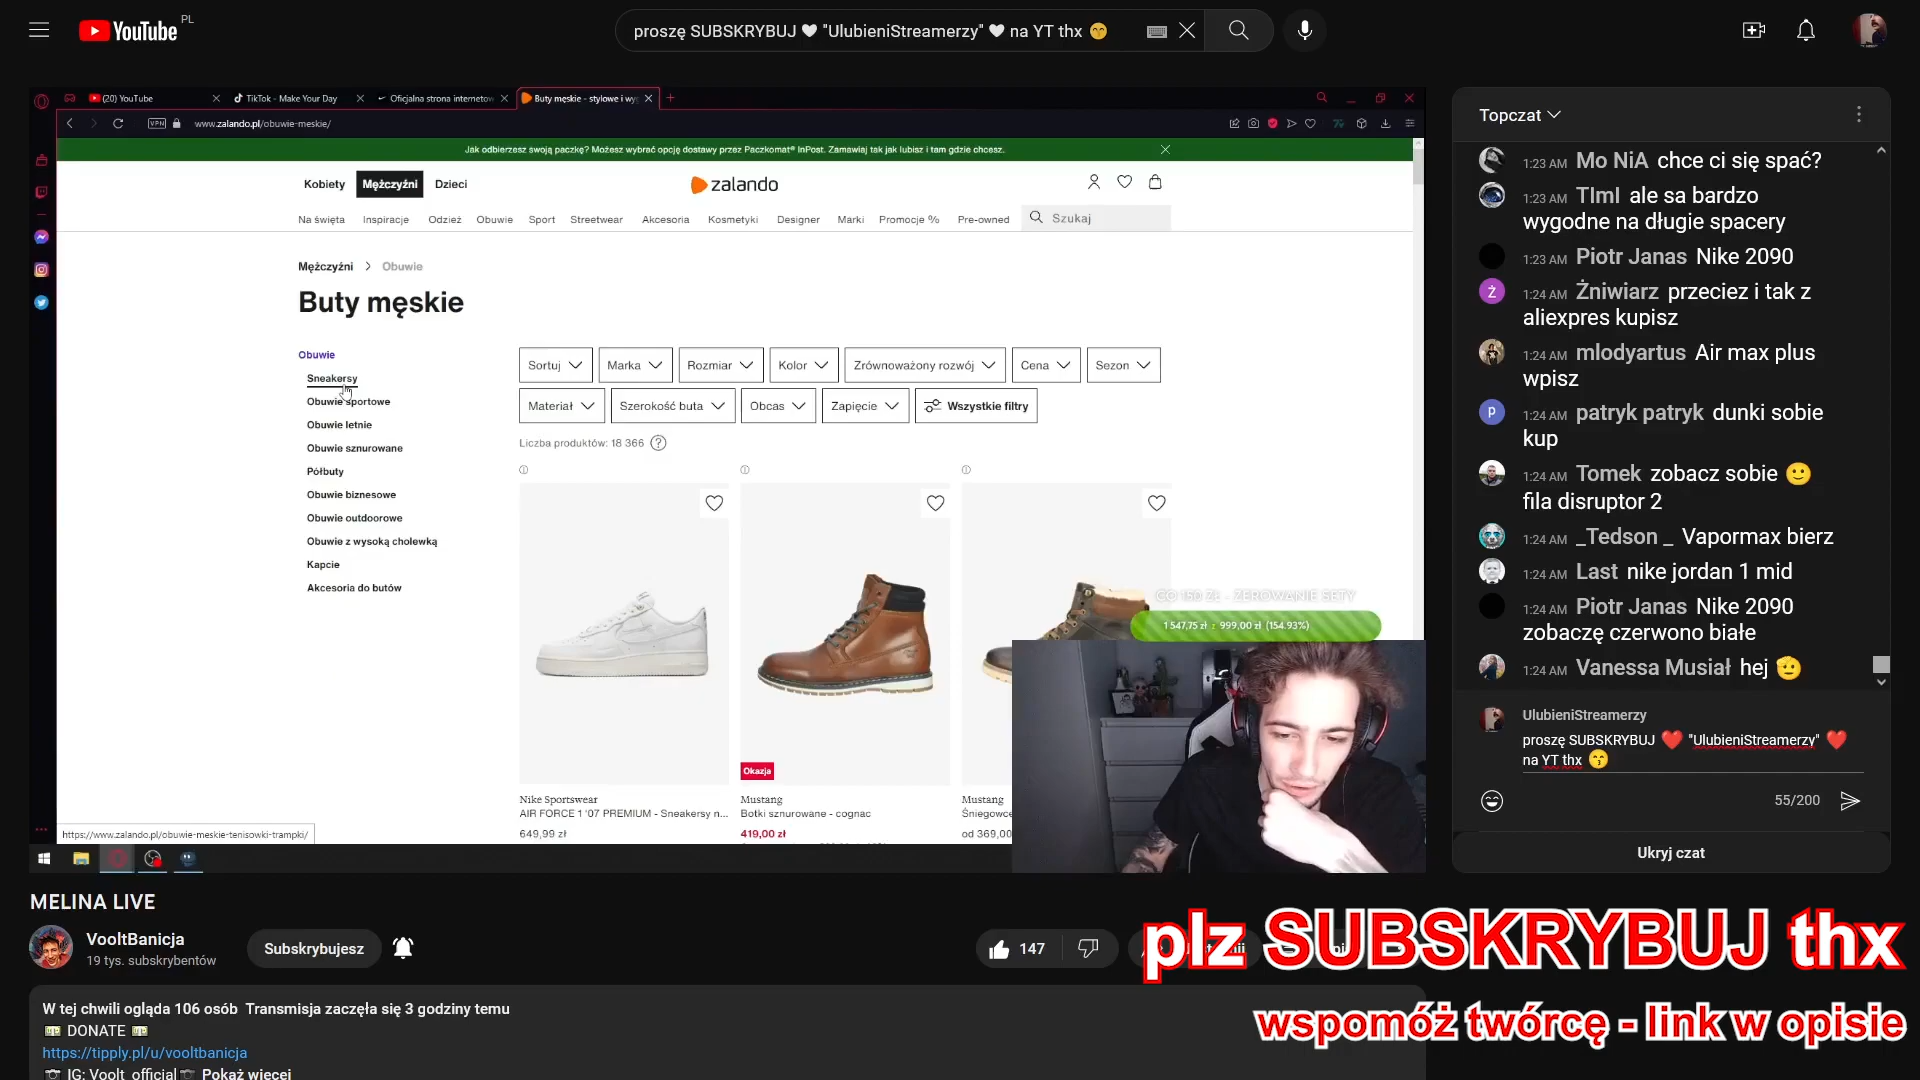 YouTube PL
proszę SUBSKRYBUJ ♥ "UlubieniStreamerzy" ♥ na YT thx 😙
(20) YouTube
TikTok - Make Your Day
Oficjalna strona internetow
Buty męskie - stylowe i wyg
VPN
www.zalando.pl/obuwie-meskie/
Jak odbierzesz swoją paczkę? Możesz wybrać opcję dostawy przez Paczkomat® InPost. Zamawiaj tak jak lubisz i tam gdzie chcesz.
Kobiety Mężczyźni Dzieci
zalando
Na święta Inspiracje Odzież Obuwie Sport Streetwear Akcesoria Kosmetyki Designer Marki Promocje % Pre-owned
Szukaj
Mężczyźni > Obuwie
Buty męskie
Obuwie
Sneakersy
Obuwie sportowe
Obuwie letnie
Obuwie sznurowane
Półbuty
Obuwie biznesowe
Obuwie outdoorowe
Obuwie z wysoką cholewką
Kapcie
Akcesoria do butów
Sortuj Marka Rozmiar Kolor Zrównoważony rozwój Cena Sezon
Materiał Szerokość buta Obcas Zapięcie Wszystkie filtry
Liczba produktów: 18 366
CC 150 ZŁ - ZEROWANIE SETY
1 547,75 zł z 999,00 zł (154.93%)
Okazja
Nike Sportswear
AIR FORCE 1 '07 PREMIUM - Sneakersy n...
649,99 zł
Mustang
Botki sznurowane - cognac
419,00 zł
Mustang
Śniegowce
od 369,00
https://www.zalando.pl/obuwie-meskie-tenisowki-trampki/
Topczat
1:23 AM Mo NiA chce ci się spać?
1:23 AM TImI ale sa bardzo
wygodne na długie spacery
1:23 AM Piotr Janas Nike 2090
1:24 AM Żniwiarz przeciez i tak z
aliexpres kupisz
1:24 AM mlodyartus Air max plus
wpisz
1:24 AM patryk patryk dunki sobie
kup
1:24 AM Tomek zobacz sobie 🙂
fila disruptor 2
1:24 AM _Tedson _ Vapormax bierz
1:24 AM Last nike jordan 1 mid
1:24 AM Piotr Janas Nike 2090
zobaczę czerwono białe
1:24 AM Vanessa Musiał hej 🫡
UlubieniStreamerzy
proszę SUBSKRYBUJ ❤️ "UlubieniStreamerzy" ❤️
na YT thx 😙
55/200
Ukryj czat
MELINA LIVE
VooltBanicja
19 tys. subskrybentów
Subskrybujesz
147
plz SUBSKRYBUJ thx
wspomóż twórcę - link w opisie
W tej chwili ogląda 106 osób Transmisja zaczęła się 3 godziny temu
💵 DONATE 💵
https://tipply.pl/u/vooltbanicja
📷 IG: Voolt_official 📷 Pokaż więcej